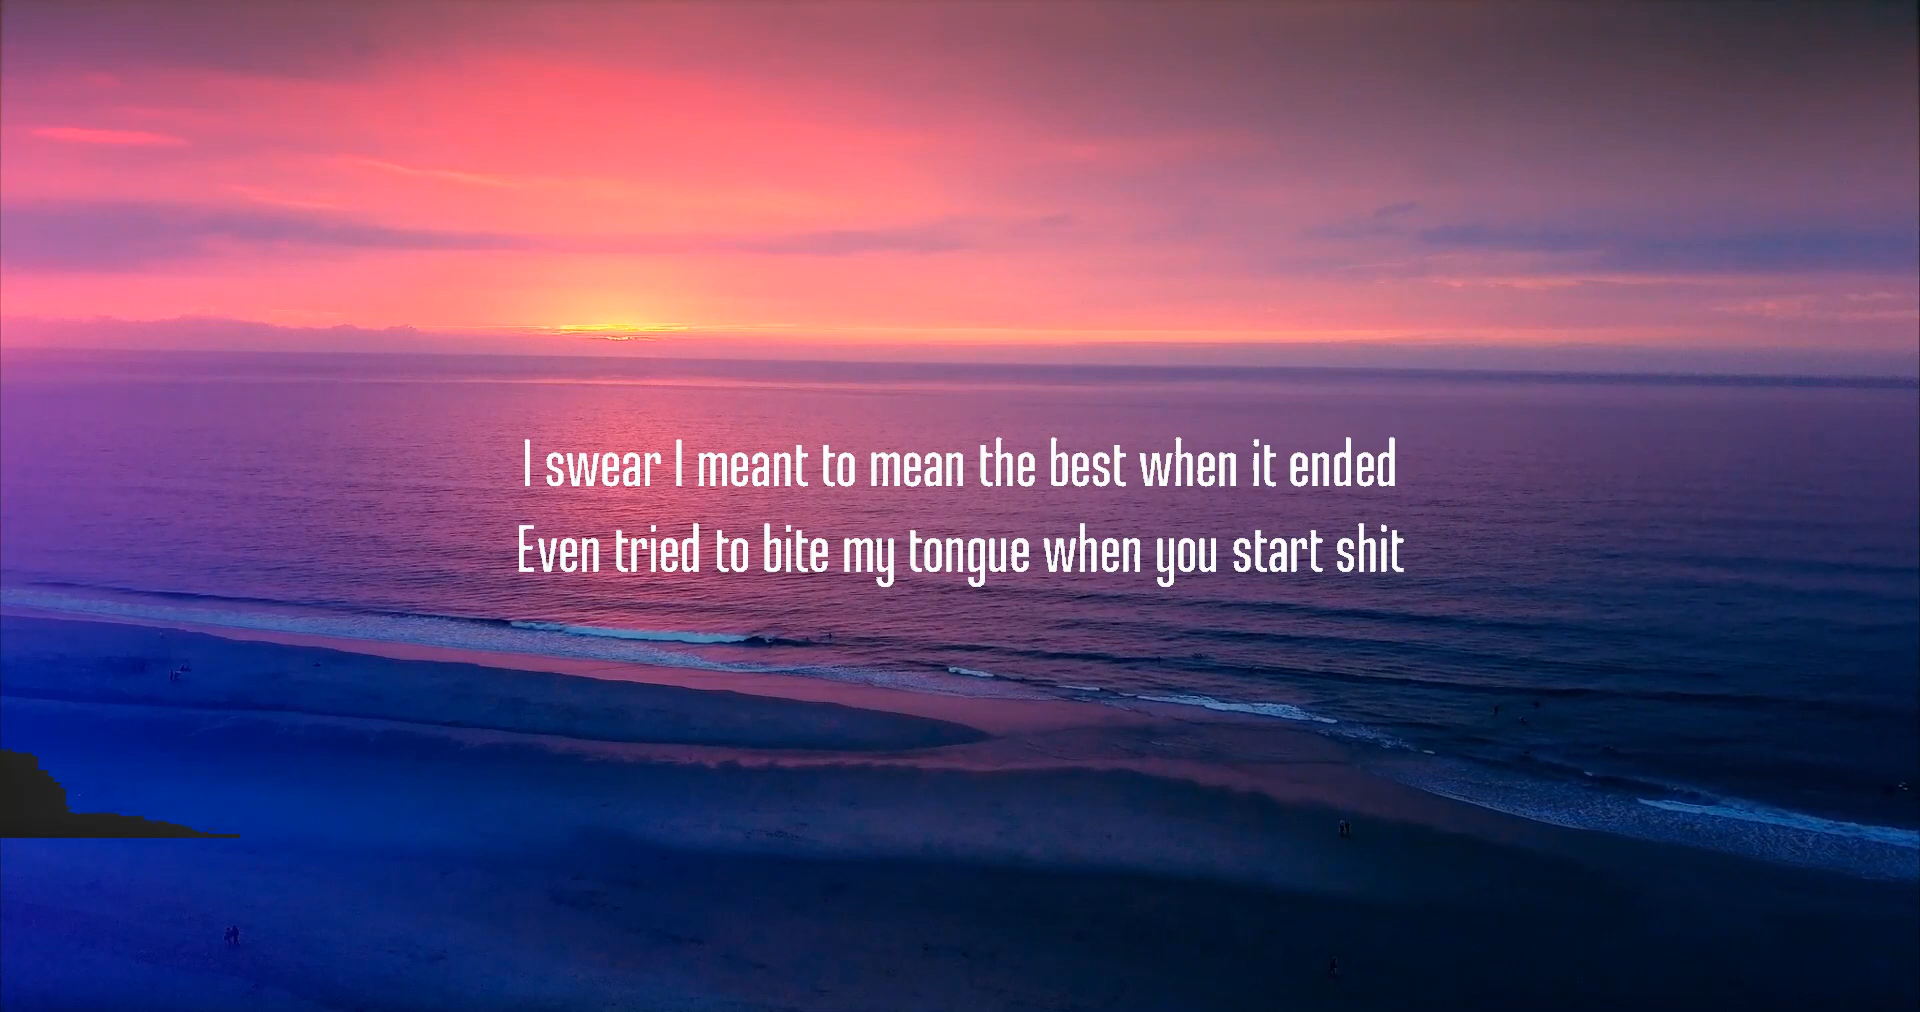 I swear I meant to mean the best when it ended
Even tried to bite my tongue when you start shit